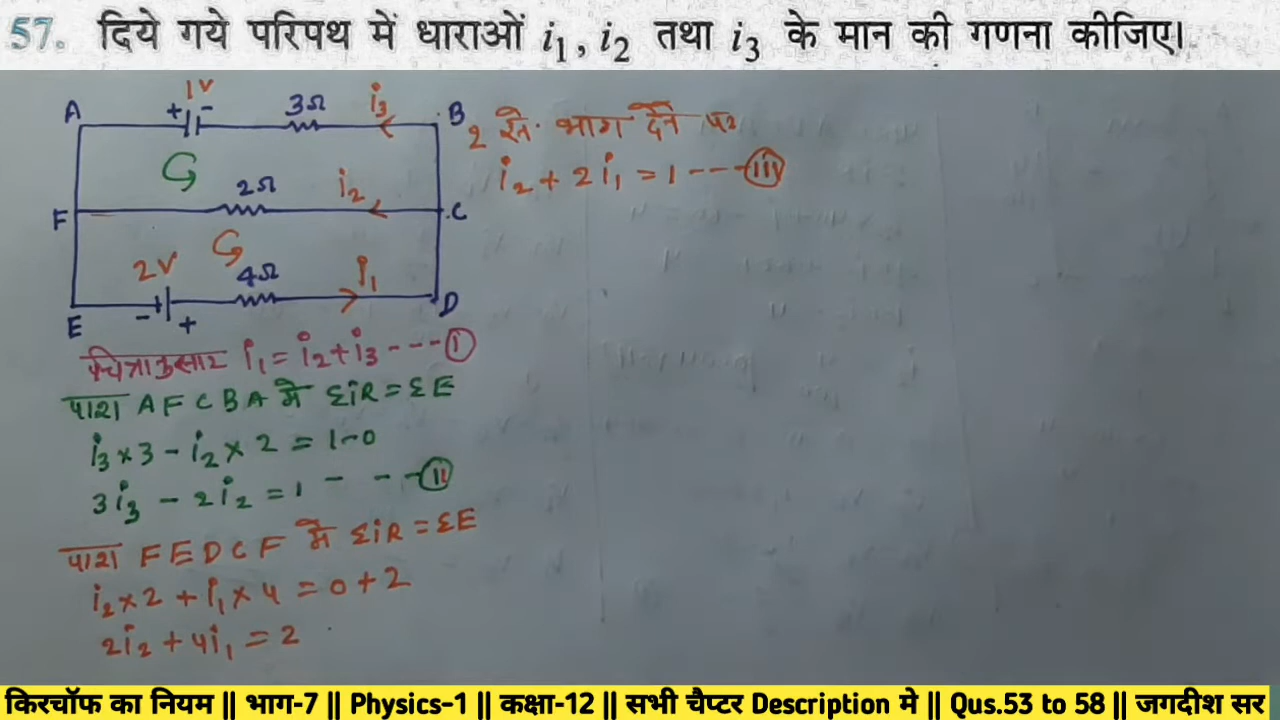 57. दिये गये परिपथ में धाराओं i₁, i₂ तथा i₃ के मान की गणना कीजिए।
1V
A + - 3Ω i₃ B
2Ω i₂
F C
2V 4Ω i₁
E - + D
2 से भाग देने पर
i₂ + 2i₁ = 1 --- (iii)
चित्रानुसार i₁ = i₂ + i₃ --- (i)
पाश AFCBA मे ΣiR = ΣE
i₃ × 3 - i₂ × 2 = 1-0
3i₃ - 2i₂ = 1 - - - (ii)
पाश FEDCF मे ΣiR = ΣE
i₂ × 2 + i₁ × 4 = 0 + 2
2i₂ + 4i₁ = 2
किरचॉफ का नियम || भाग-7 || Physics-1 || कक्षा-12 || सभी चैप्टर Description मे || Qus.53 to 58 || जगदीश सर